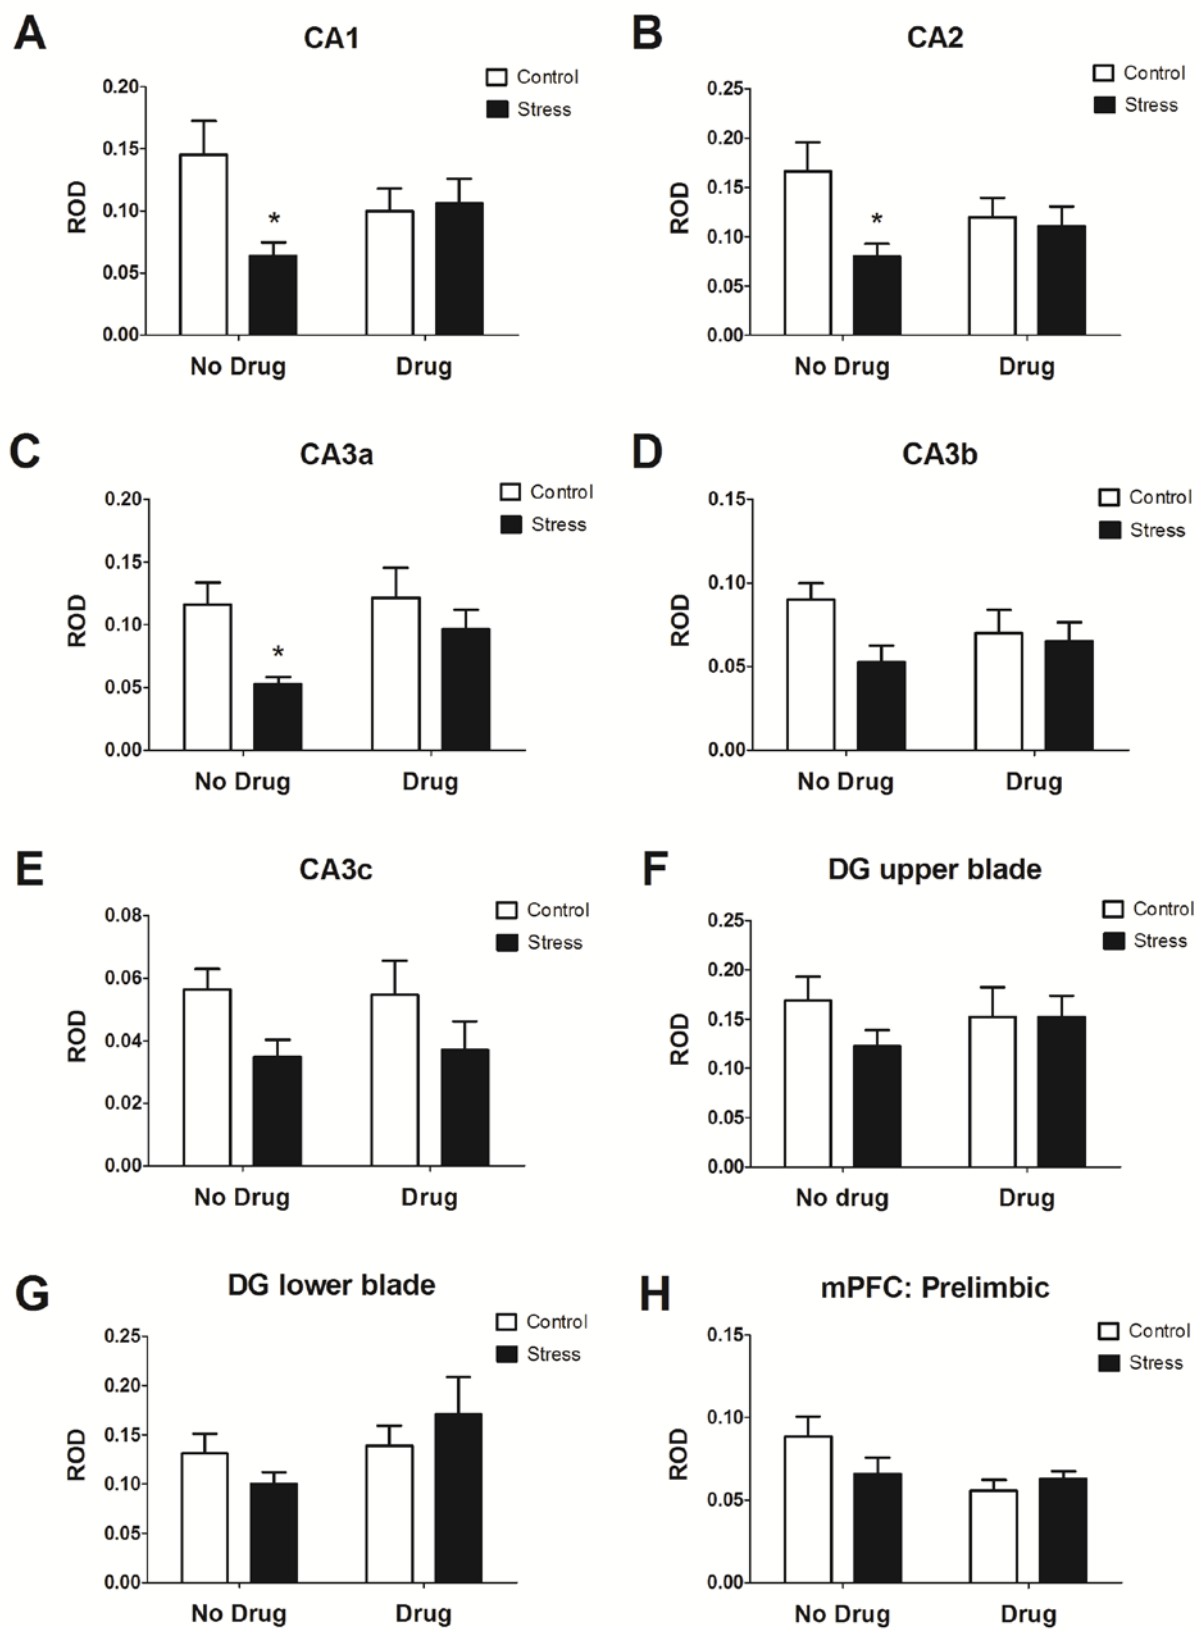 A
CA1
Control
Stress
0.20
0.15
0.10
0.05
0.00
ROD
*
No Drug
Drug
B
CA2
Control
Stress
0.25
0.20
0.15
0.10
0.05
0.00
ROD
*
No Drug
Drug
C
CA3a
Control
Stress
0.20
0.15
0.10
0.05
0.00
ROD
*
No Drug
Drug
D
CA3b
Control
Stress
0.15
0.10
0.05
0.00
ROD
No Drug
Drug
E
CA3c
Control
Stress
0.08
0.06
0.04
0.02
0.00
ROD
No Drug
Drug
F
DG upper blade
Control
Stress
0.25
0.20
0.15
0.10
0.05
0.00
ROD
No drug
Drug
G
DG lower blade
Control
Stress
0.25
0.20
0.15
0.10
0.05
0.00
ROD
No Drug
Drug
H
mPFC: Prelimbic
Control
Stress
0.15
0.10
0.05
0.00
ROD
No Drug
Drug